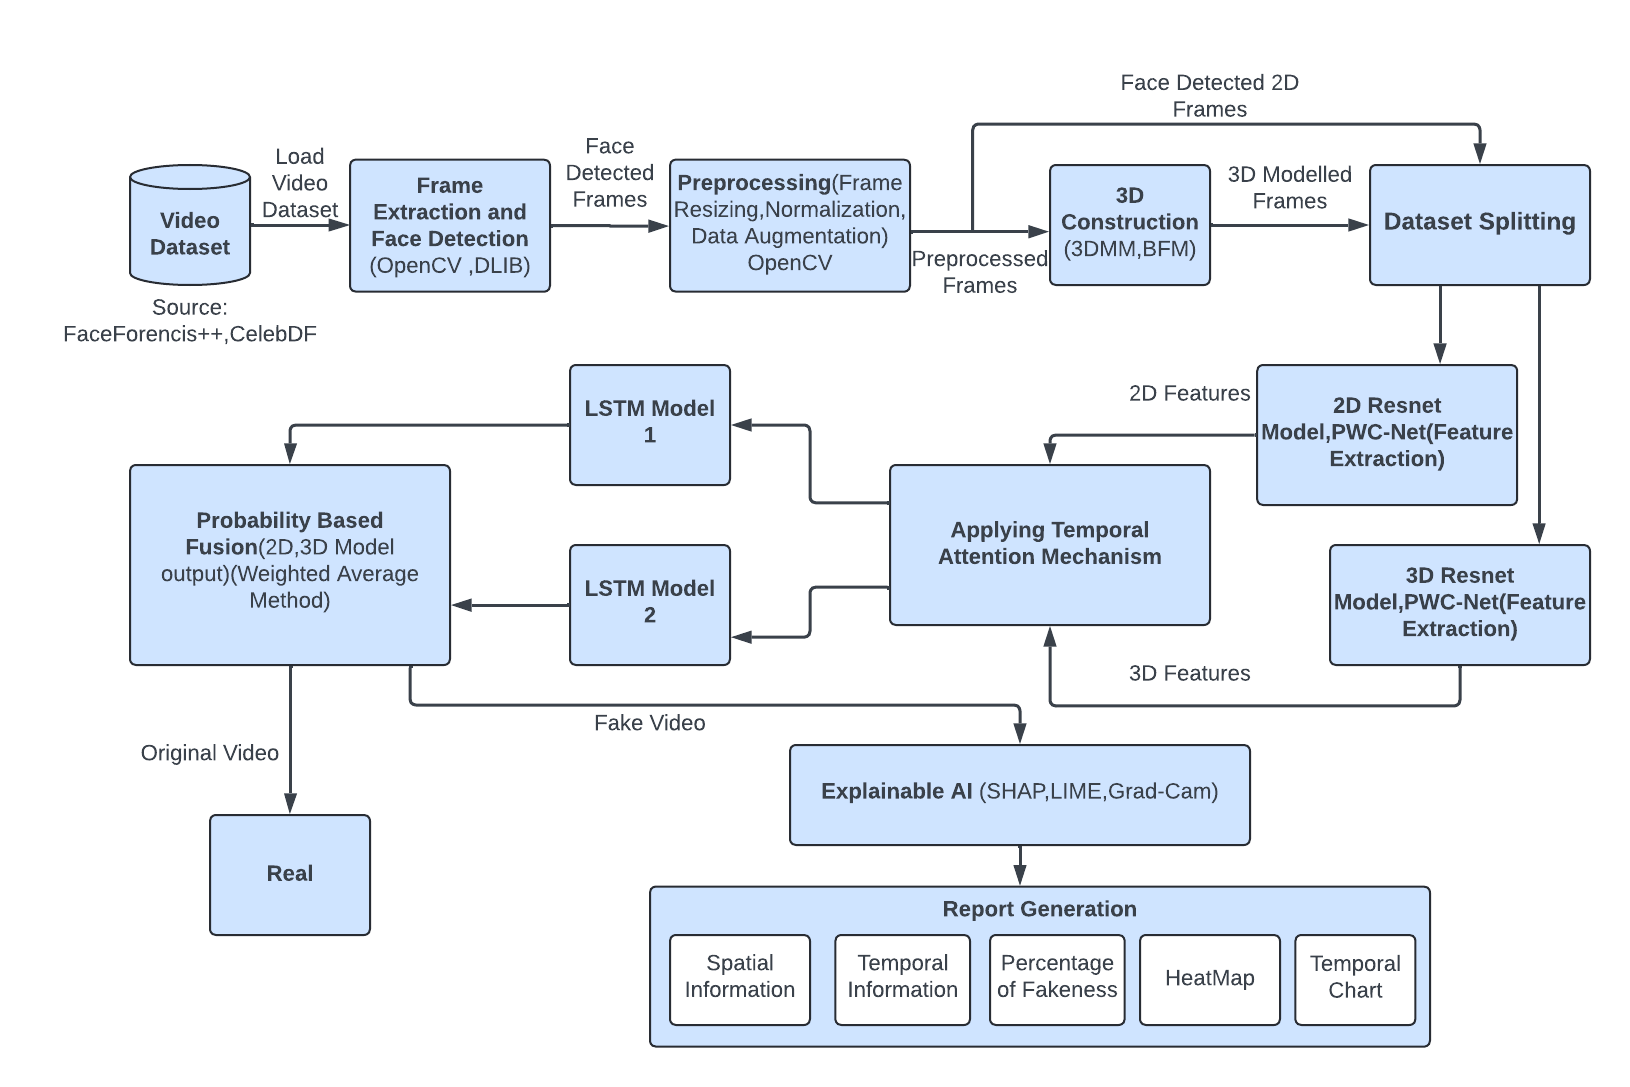 Face Detected 2D
Frames
Load
Video
Dataset
Face
Detected
Frames
3D Modelled
Frames
Video
Dataset
Frame
Extraction and
Face Detection
(OpenCV ,DLIB)
Preprocessing(Frame
Resizing,Normalization,
Data Augmentation)
OpenCV
Preprocessed
Frames
3D
Construction
(3DMM,BFM)
Dataset Splitting
Source:
FaceForencis++,CelebDF
2D Features
2D Resnet
Model,PWC-Net(Feature
Extraction)
LSTM Model
1
Applying Temporal
Attention Mechanism
Probability Based
Fusion(2D,3D Model
output)(Weighted Average
Method)
LSTM Model
2
3D Resnet
Model,PWC-Net(Feature
Extraction)
3D Features
Fake Video
Original Video
Explainable AI (SHAP,LIME,Grad-Cam)
Real
Report Generation
Spatial
Information
Temporal
Information
Percentage
of Fakeness
HeatMap
Temporal
Chart